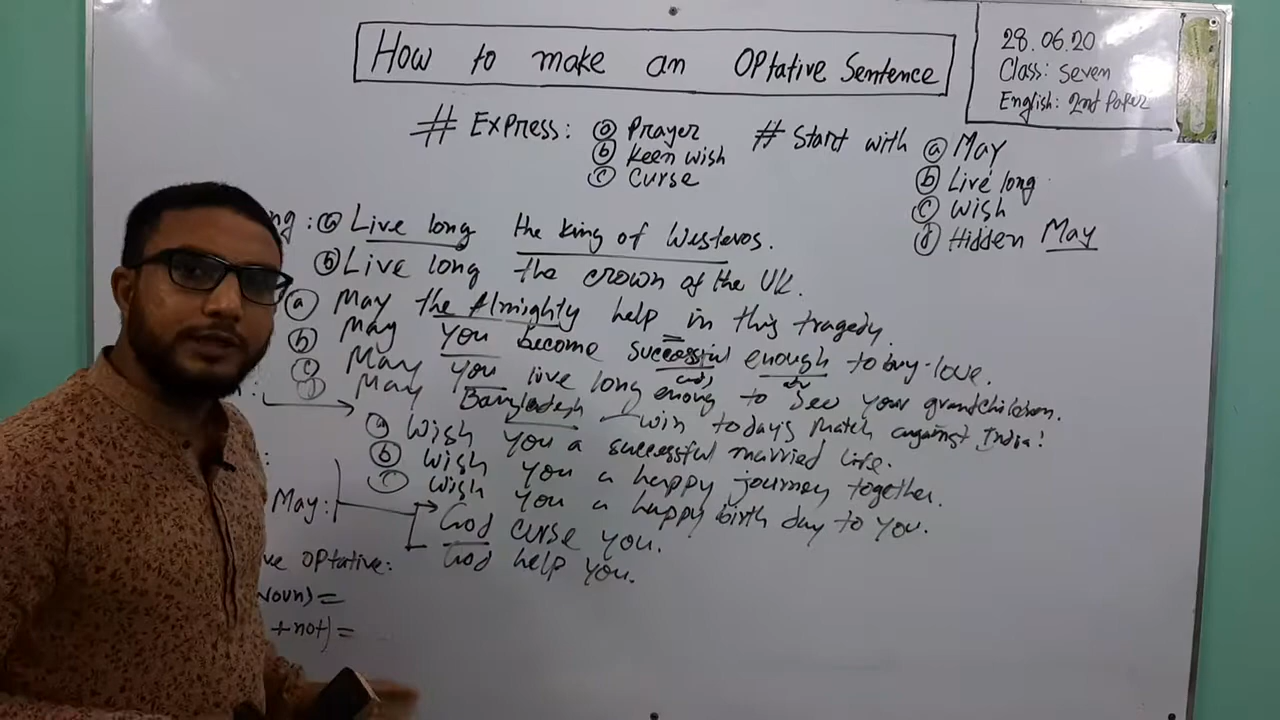 How to make an Optative Sentence
28.06.20
Class: Seven
English: 2nd Paper
# Express: (a) Prayer
(b) Keen wish
(c) Curse
# Start with (a) May
(b) Live long
(c) Wish
(d) Hidden May
ng: (a) Live long the king of Westeros.
(b) Live long the crown of the UK.
(a) May the Almighty help in this tragedy.
(b) May you become successful enough to buy love.
(c) May you live long enong to see your grandchildren.
(d) May Bangladesh win today's match against India!
(a) Wish you a successful married life.
(b) Wish you a happy journey together.
(c) Wish you a happy birth day to you.
May: God curse you.
God help you.
ve Optative:
Noun) =
+not) =